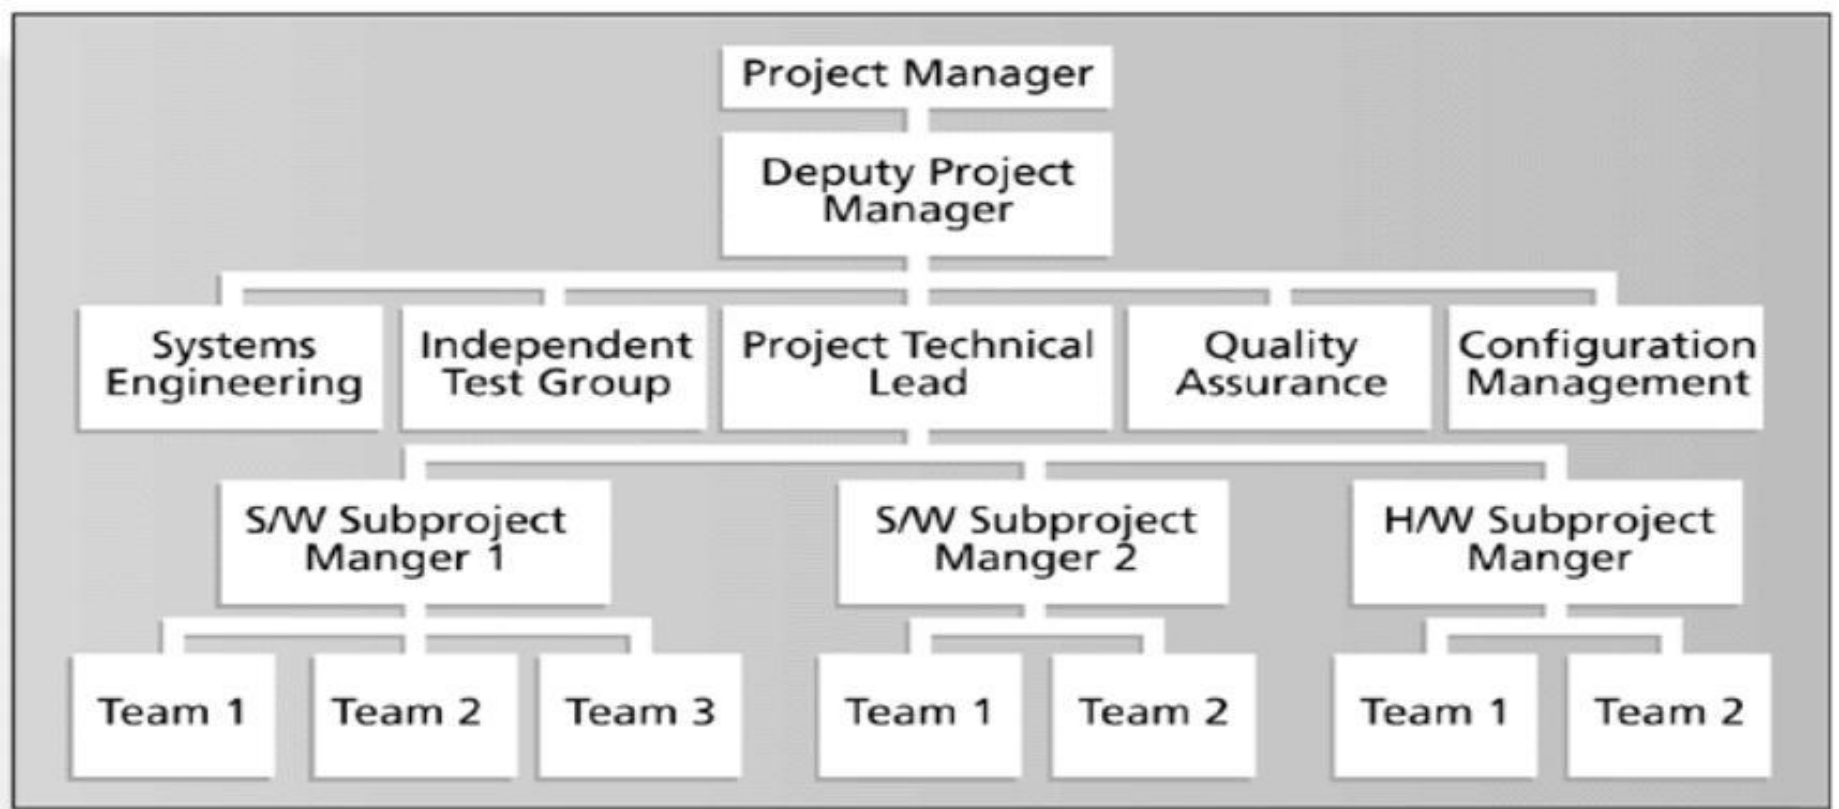 Project Manager
Deputy Project
Manager
Systems
Engineering
Independent
Test Group
Project Technical
Lead
Quality
Assurance
Configuration
Management
S/W Subproject
Manger 1
S/W Subproject
Manger 2
H/W Subproject
Manger
Team 1
Team 2
Team 3
Team 1
Team 2
Team 1
Team 2